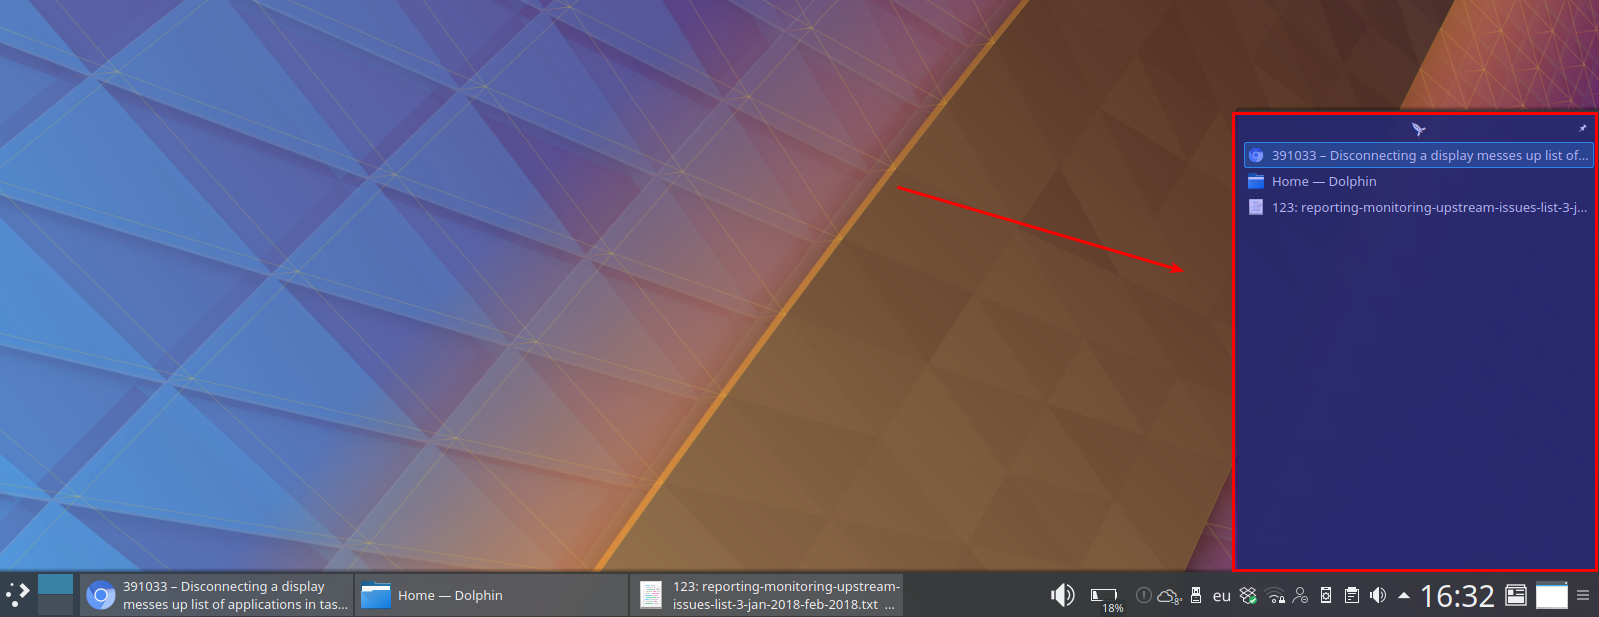 391033 – Disconnecting a display messes up list of...
Home — Dolphin
123: reporting-monitoring-upstream-issues-list-3-j...
391033 – Disconnecting a display
messes up list of applications in tas...
Home — Dolphin
123: reporting-monitoring-upstream-
issues-list-3-jan-2018-feb-2018.txt ...
18%
8°
eu
16:32